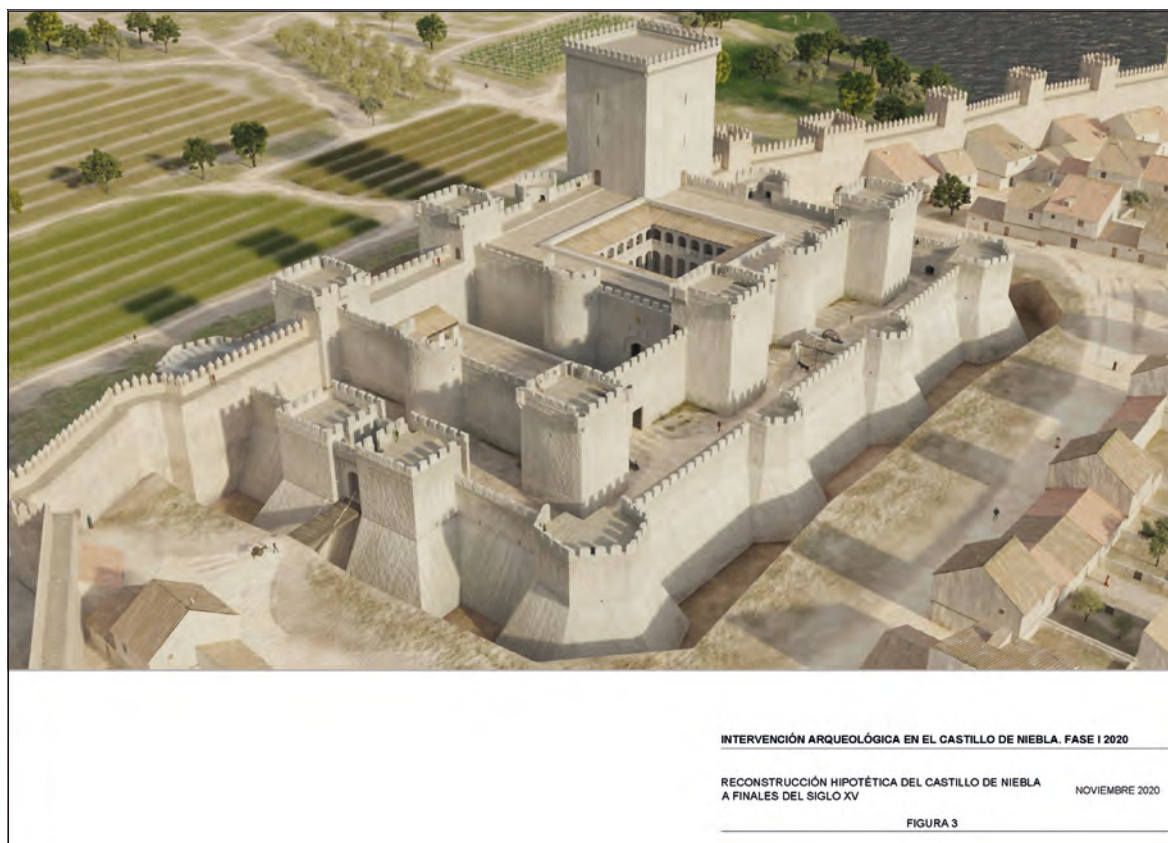 INTERVENCIÓN ARQUEOLÓGICA EN EL CASTILLO DE NIEBLA. FASE I 2020
RECONSTRUCCIÓN HIPOTÉTICA DEL CASTILLO DE NIEBLA
A FINALES DEL SIGLO XV
NOVIEMBRE 2020
FIGURA 3